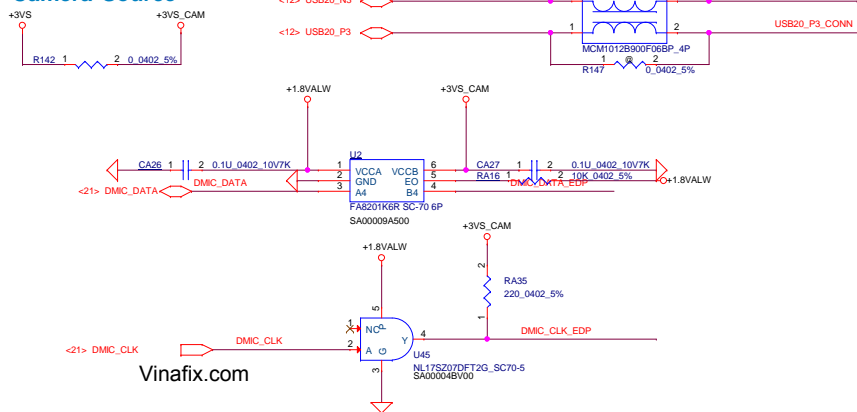 Camera Source
+3VS
+3VS_CAM
R142 1 2 0_0402_5%
<12> USB20_N3
<12> USB20_P3
1 2
USB20_P3_CONN
MCM1012B900F06BP_4P
1 @ 2
R147 0_0402_5%
+1.8VALW
+3VS_CAM
U2
CA26 1 2 0.1U_0402_10V7K
1 VCCA VCCB 6
2 GND EO 5
3 A4 B4 4
CA27 1 2 0.1U_0402_10V7K
RA16 1 2 10K_0402_5%
+1.8VALW
<21> DMIC_DATA
DMIC_DATA
DMIC_DATA_EDP
FA8201K6R SC-70 6P
SA00009A500
+1.8VALW
+3VS_CAM
2
RA35
220_0402_5%
1
5
1 NC P
2 A G Y 4
3
<21> DMIC_CLK
DMIC_CLK
DMIC_CLK_EDP
U45
NL17SZ07DFT2G_SC70-5
SA00004BV00
Vinafix.com